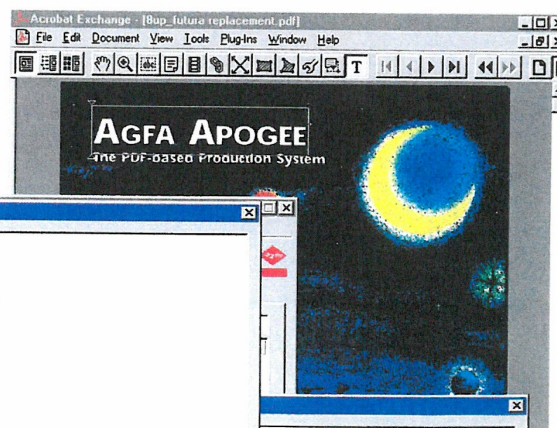 Acrobat Exchange - [8up_futura replacement.pdf]
File Edit Document View Tools Plug-Ins Window Help
T
AGFA APOGEE
The PDF-based Production System